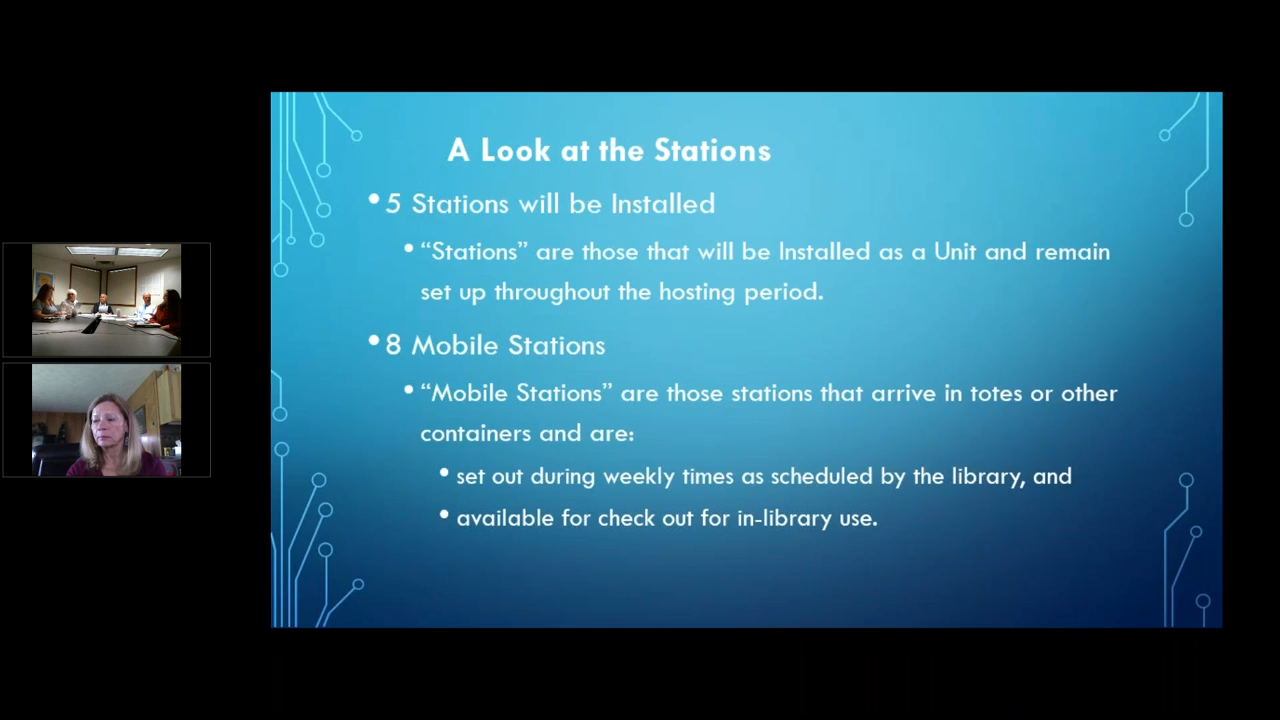 A Look at the Stations
• 5 Stations will be Installed
• “Stations” are those that will be Installed as a Unit and remain
set up throughout the hosting period.
• 8 Mobile Stations
• “Mobile Stations” are those stations that arrive in totes or other
containers and are:
• set out during weekly times as scheduled by the library, and
• available for check out for in-library use.